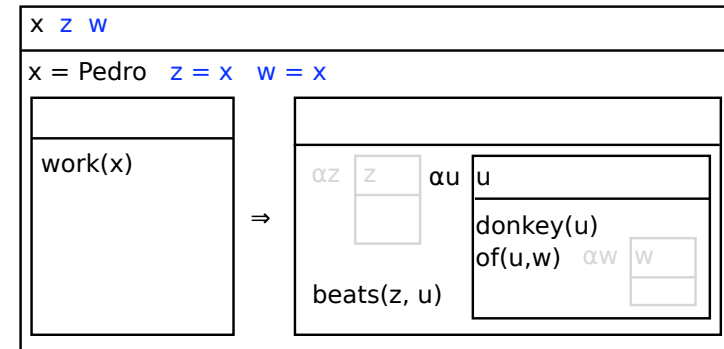 x z w
x = Pedro z = x w = x
work(x)
⇒
αz z αu u
donkey(u)
of(u,w) αw w
beats(z, u)